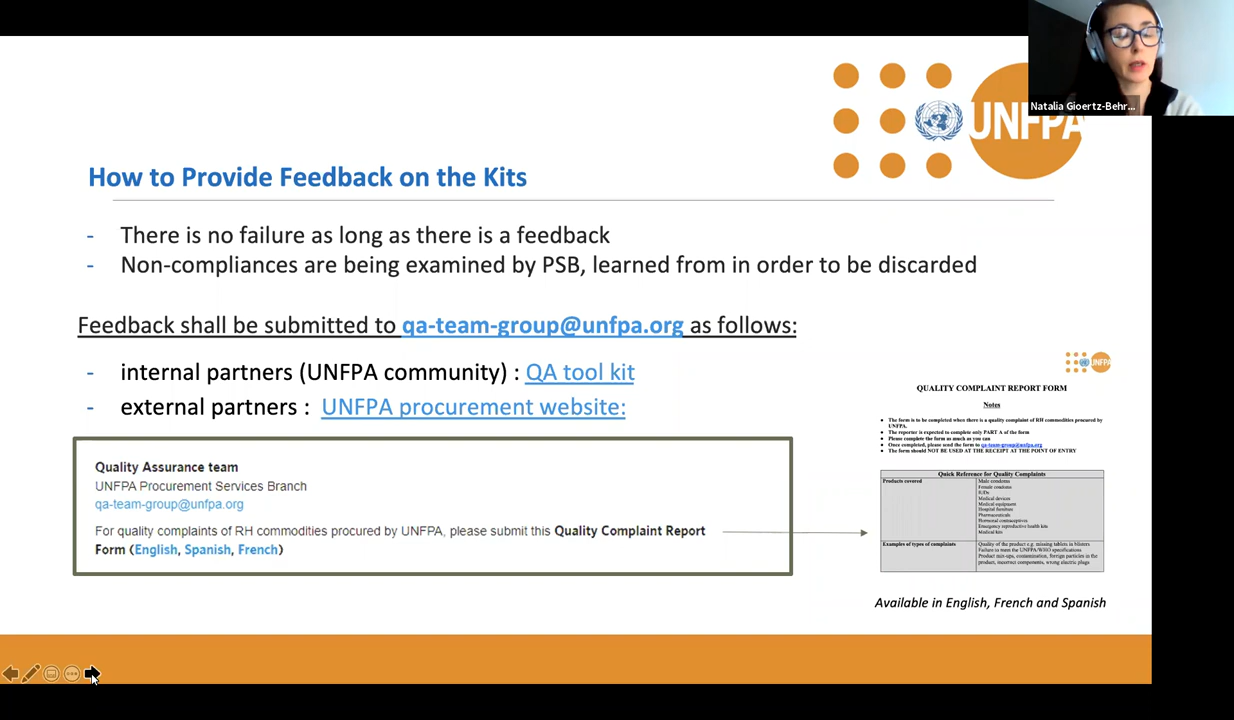 UNFPA
Natalia Gioertz-Behr...
How to Provide Feedback on the Kits
- There is no failure as long as there is a feedback
- Non-compliances are being examined by PSB, learned from in order to be discarded
Feedback shall be submitted to qa-team-group@unfpa.org as follows:
- internal partners (UNFPA community) : QA tool kit
- external partners : UNFPA procurement website:
Quality Assurance team
UNFPA Procurement Services Branch
qa-team-group@unfpa.org
For quality complaints of RH commodities procured by UNFPA, please submit this Quality Complaint Report
Form (English, Spanish, French)
QUALITY COMPLAINT REPORT FORM
Notes
● The form is to be completed when there is a quality complaint of RH commodities procured by
UNFPA.
● The reporter is expected to complete only PART A of the form
● Please complete the form as much as you can
● Once completed, please send the form to qa-team-group@unfpa.org
● The form should NOT BE USED AT THE RECEIPT AT THE POINT OF ENTRY
Quick Reference for Quality Complaints
Products covered
Male condoms
Female condoms
IUDs
Medical devices
Medical equipment
Hospital furniture
Pharmaceuticals
Hormonal contraceptives
Emergency reproductive health kits
Medical kits
Examples of types of complaints
Quality of the product e.g. missing tablets in blisters
Failure to meet the UNFPA/WHO specifications
Product mix-ups, contamination, foreign particles in the
product, incorrect components, wrong electric plugs
Available in English, French and Spanish